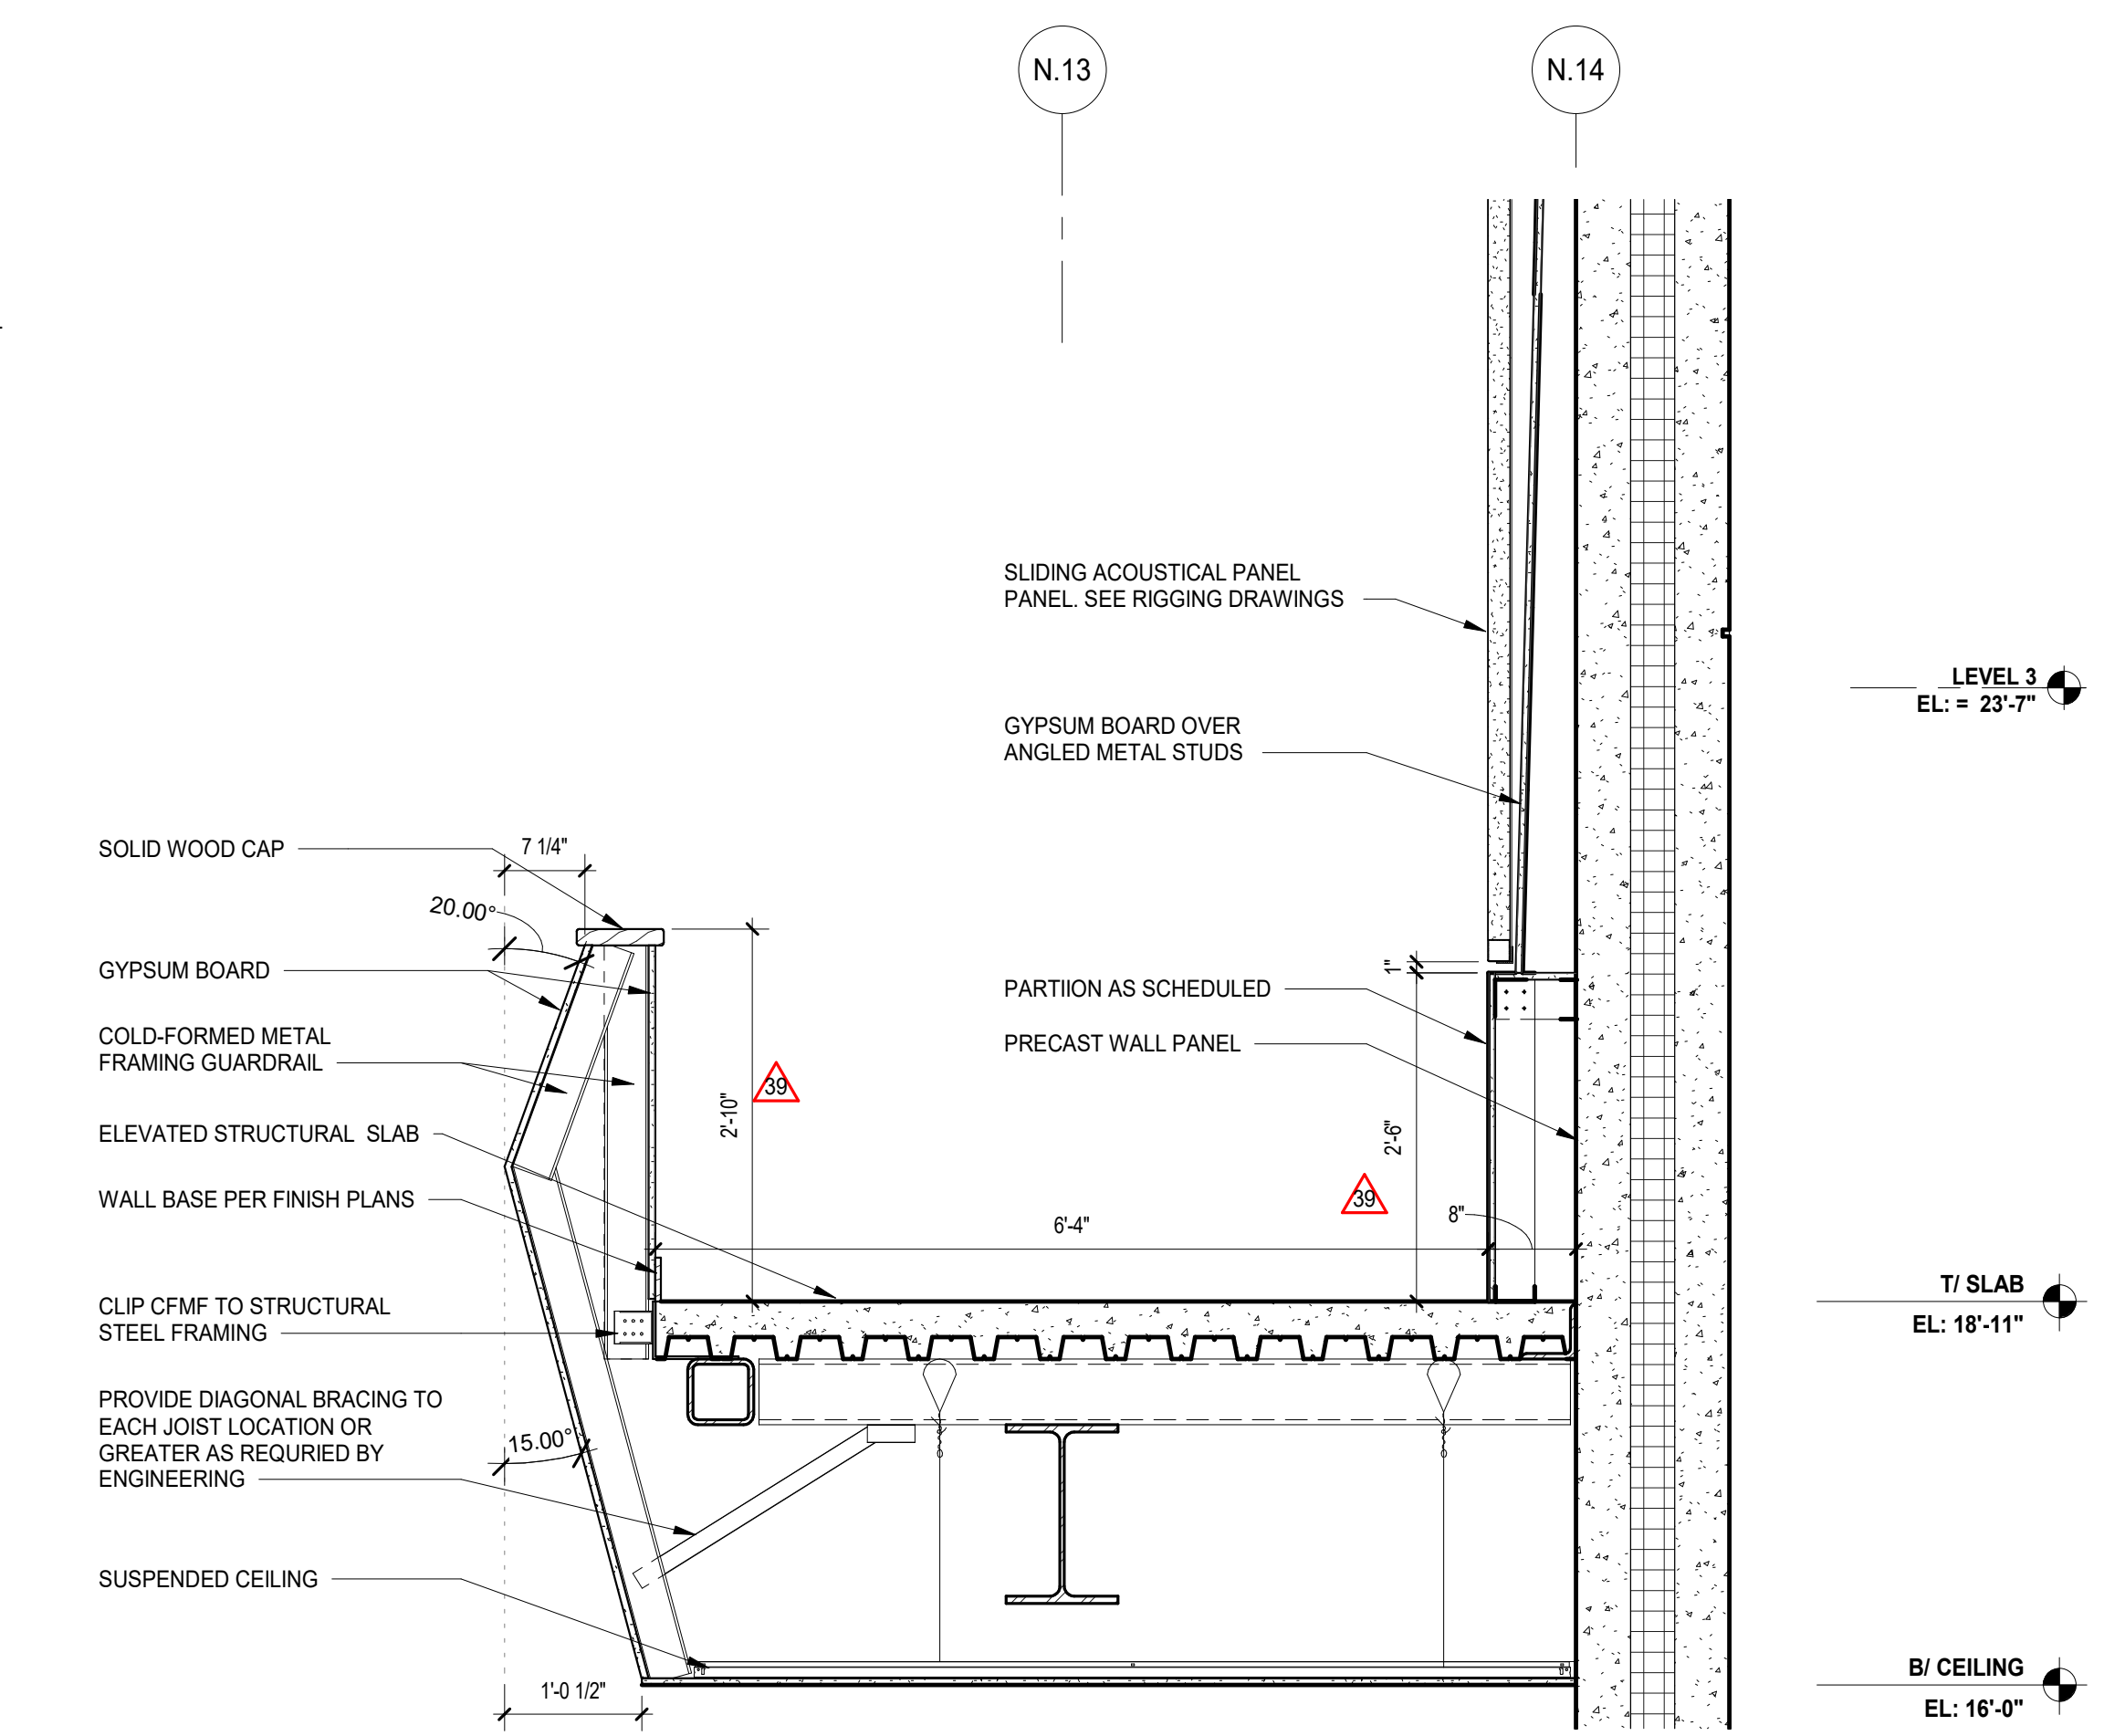 N.13
N.14
SLIDING ACOUSTICAL PANEL
PANEL. SEE RIGGING DRAWINGS
LEVEL 3
EL: = 23'-7"
GYPSUM BOARD OVER
ANGLED METAL STUDS
SOLID WOOD CAP
7 1/4"
20.00°
GYPSUM BOARD
1"
PARTIION AS SCHEDULED
COLD-FORMED METAL
FRAMING GUARDRAIL
PRECAST WALL PANEL
39
2'-10"
2'-6"
ELEVATED STRUCTURAL SLAB
WALL BASE PER FINISH PLANS
39
8"
6'-4"
T/ SLAB
EL: 18'-11"
CLIP CFMF TO STRUCTURAL
STEEL FRAMING
PROVIDE DIAGONAL BRACING TO
EACH JOIST LOCATION OR
GREATER AS REQURIED BY
ENGINEERING
15.00°
SUSPENDED CEILING
B/ CEILING
EL: 16'-0"
1'-0 1/2"